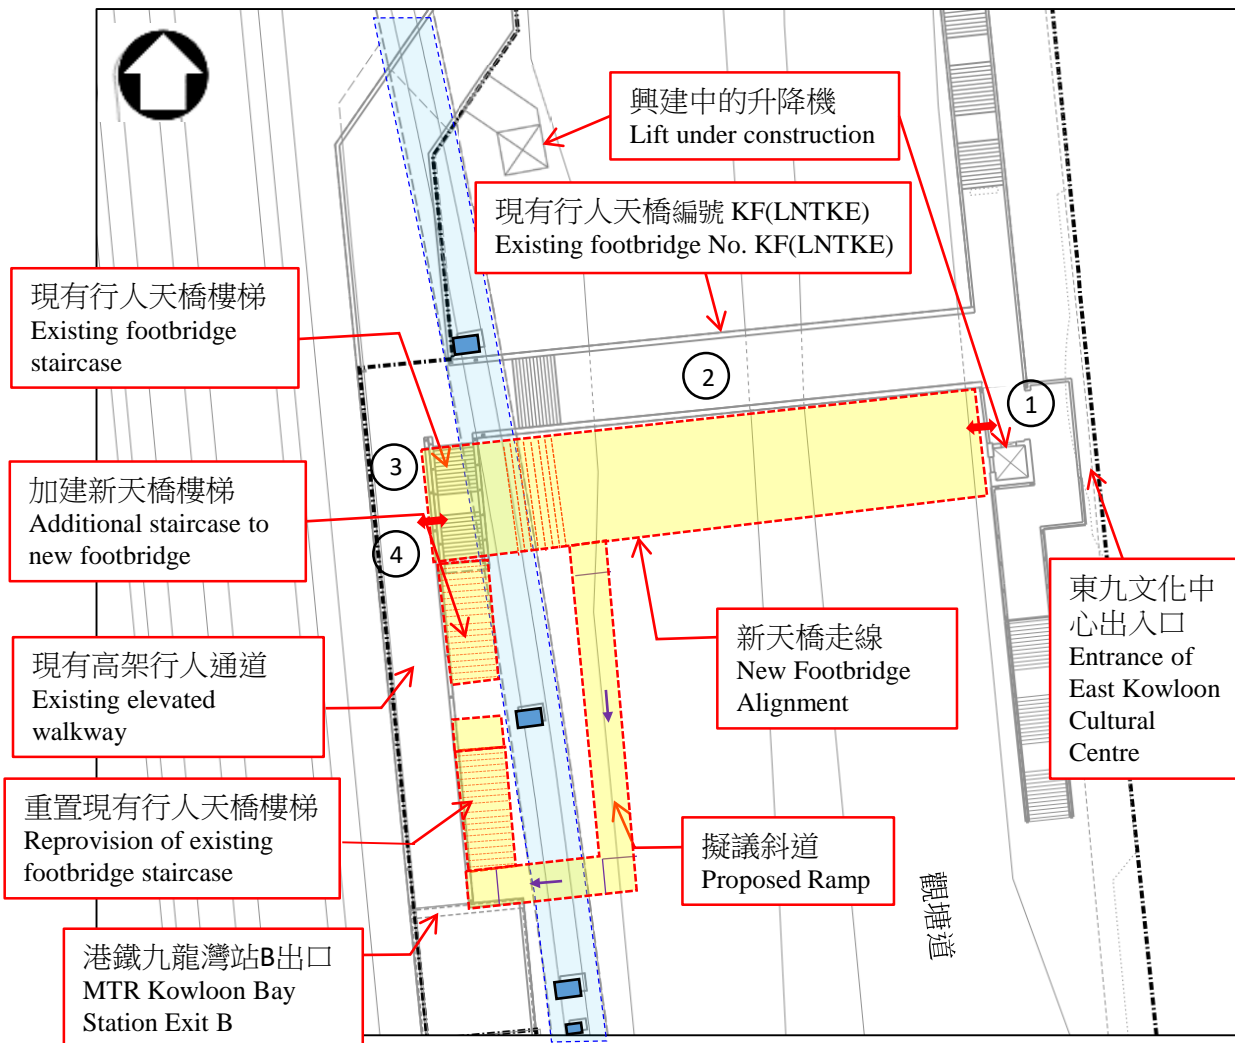 興建中的升降機
Lift under construction
現有行人天橋編號 KF(LNTKE)
Existing footbridge No. KF(LNTKE)
現有行人天橋樓梯
Existing footbridge
staircase
2
1
3
加建新天橋樓梯
Additional staircase to
new footbridge
4
東九文化中
心出入口
Entrance of
East Kowloon
Cultural
Centre
新天橋走線
New Footbridge
Alignment
現有高架行人通道
Existing elevated
walkway
重置現有行人天橋樓梯
Reprovision of existing
footbridge staircase
擬議斜道
Proposed Ramp
觀塘道
港鐵九龍灣站B出口
MTR Kowloon Bay
Station Exit B